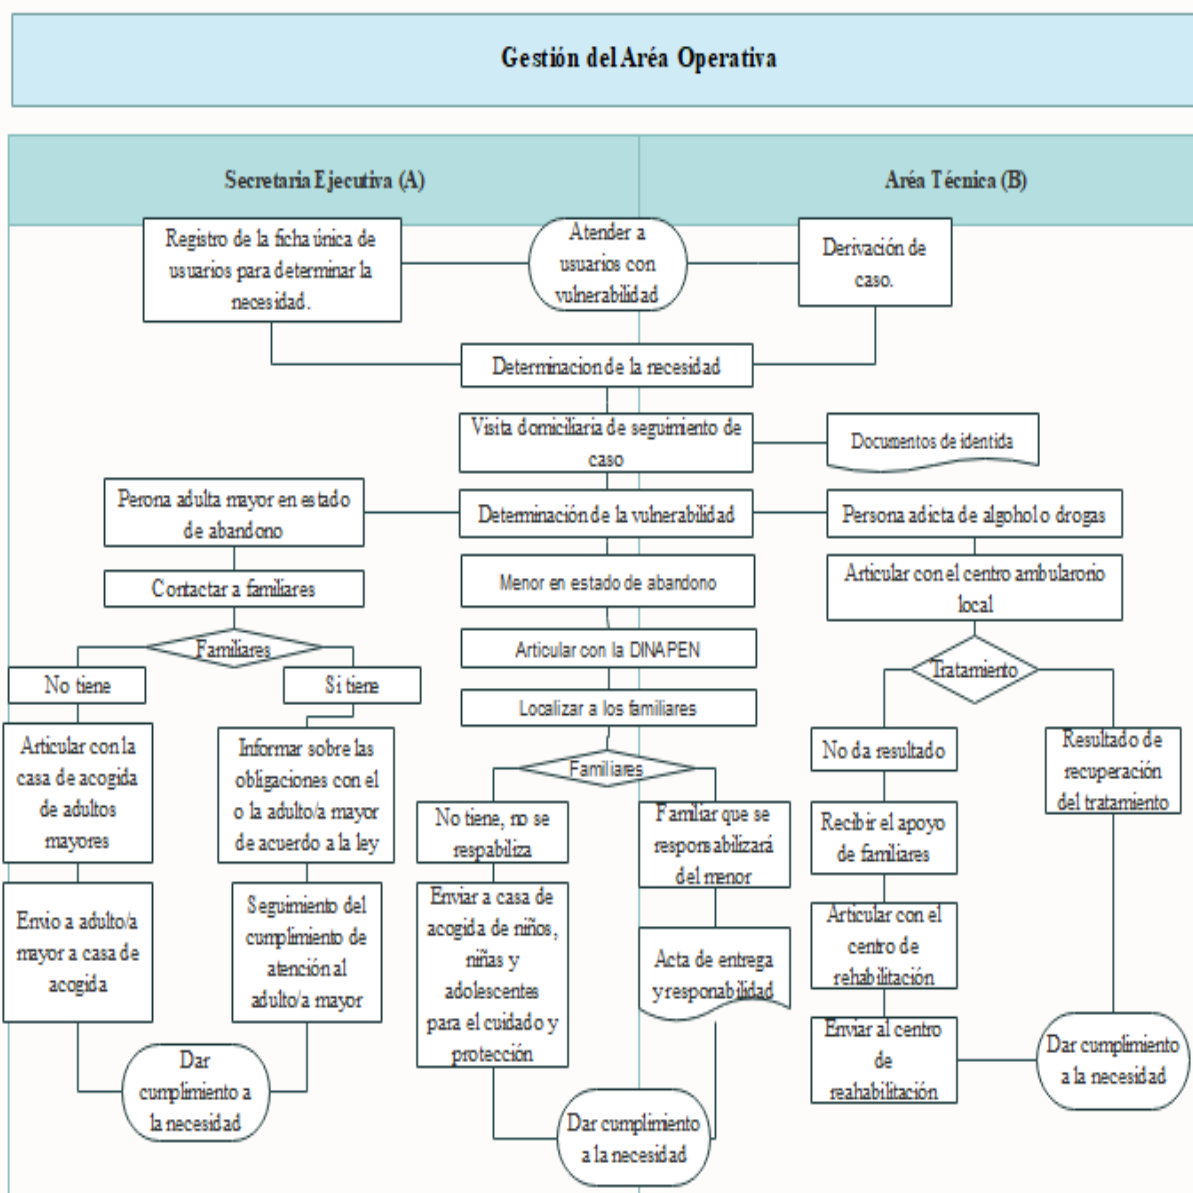 Gestión del Aréa Operativa
Secretaria Ejecutiva (A)
Aréa Técnica (B)
Registro de la ficha única de
usuarios para determinar la
necesidad.
Atender a
usuarios con
vulnerabilidad
Derivación de
caso.
Determinacion de la necesidad
Visita domiciliaria de seguimiento de
caso
Documentos de identida
Perona adulta mayor en estado
de abandono
Determinación de la vulnerabilidad
Persona adicta de algohol o drogas
Contactar a familiares
Menor en estado de abandono
Articular con el centro ambularorio
local
Familiares
Articular con la DINAPEN
Tratamiento
No tiene
Si tiene
Localizar a los familiares
Articular con la
casa de acogida
de adultos
mayores
Informar sobre las
obligaciones con el
o la adulto/a mayor
de acuerdo a la ley
Familiares
No da resultado
Resultado de
recuperación
del tratamiento
No tiene, no se
respabiliza
Familiar que se
responsabilizará
del menor
Recibir el apoyo
de familiares
Envio a adulto/a
mayor a casa de
acogida
Seguimiento del
cumplimiento de
atención al
adulto/a mayor
Enviar a casa de
acogida de niños,
niñas y
adolescentes
para el cuidado y
protección
Acta de entrega
y responabilidad
Articular con el
centro de
rehabilitación
Enviar al centro
de
reahabilitación
Dar cumplimiento
a la necesidad
Dar
cumplimiento a
la necesidad
Dar cumplimiento
a la necesidad